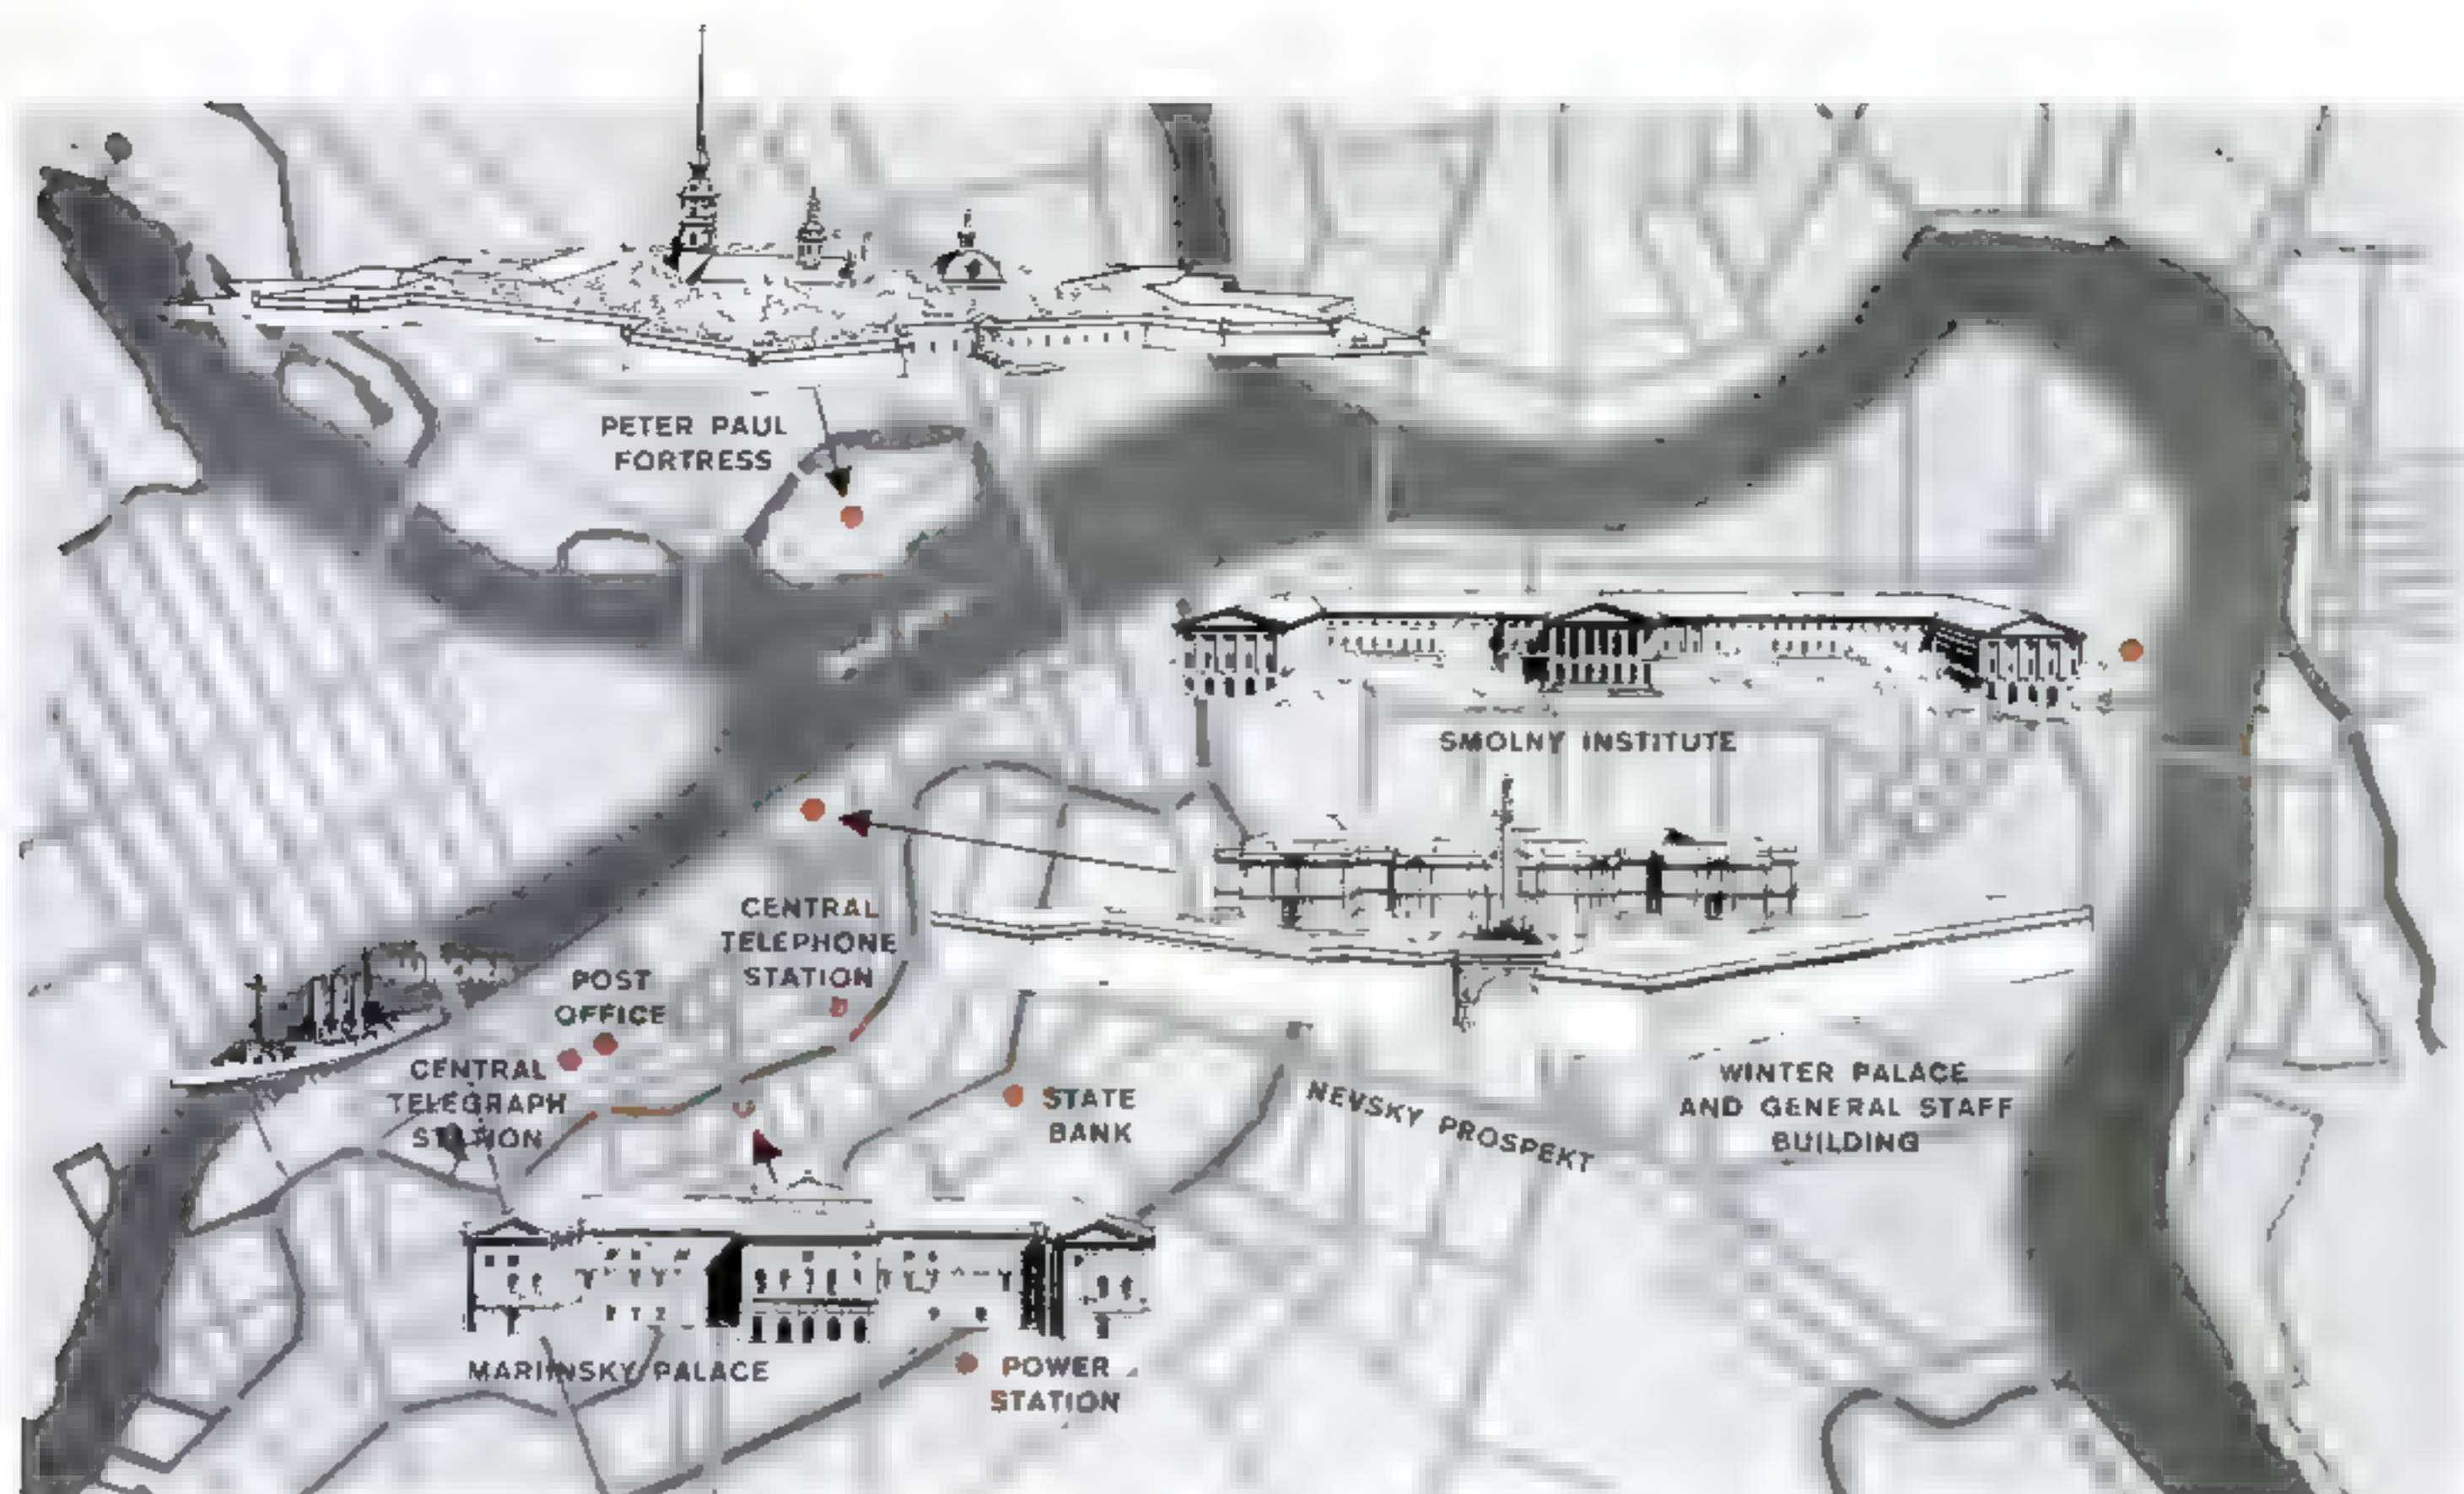 PETER PAUL
FORTRESS
SMOLNY INSTITUTE
CENTRAL
TELEPHONE
STATION
POST
OFFICE
CENTRAL
TELEGRAPH
STATION
STATE
BANK
NEVSKY PROSPEKT
WINTER PALACE
AND GENERAL STAFF
BUILDING
MARIINSKY PALACE
POWER
STATION